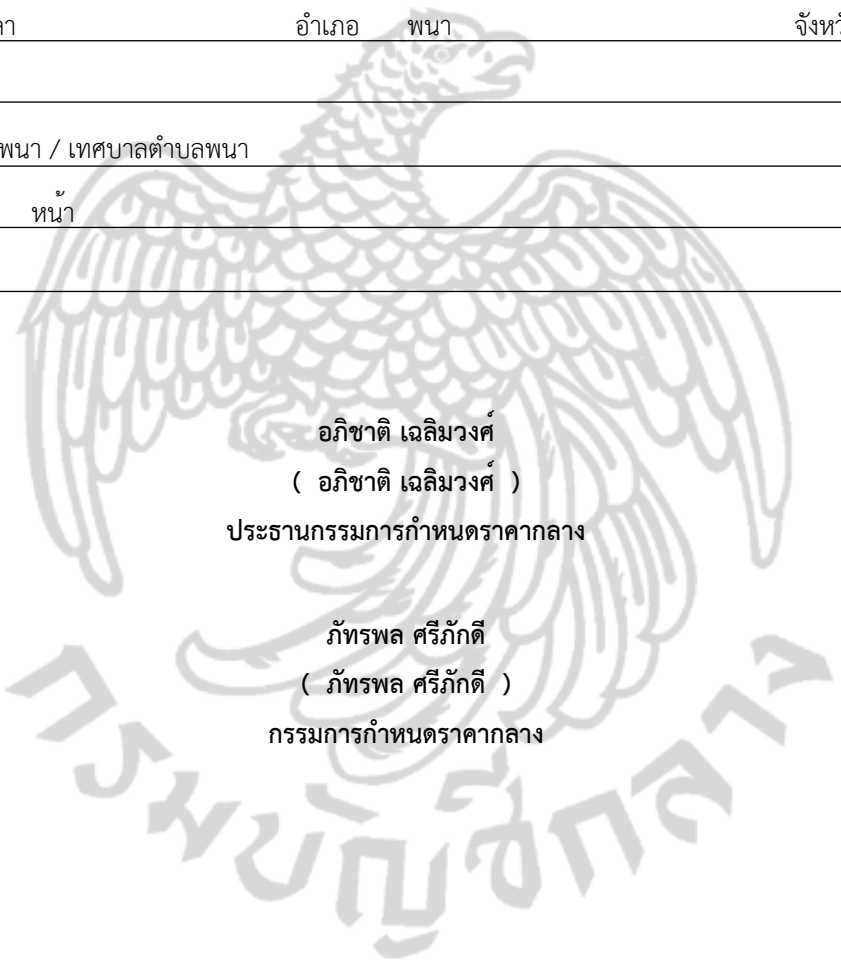 อำเภอ พนา
พนา / เทศบาลตำบลพนา
หน้า
อภิชาติ เฉลิมวงศ์
( อภิชาติ เฉลิมวงศ์ )
ประธานกรรมการกำหนดราคากลาง
ภัทรพล ศรีภักดี
( ภัทรพล ศรีภักดี )
กรรมการกำหนดราคากลาง
กรมบัญชีกลาง